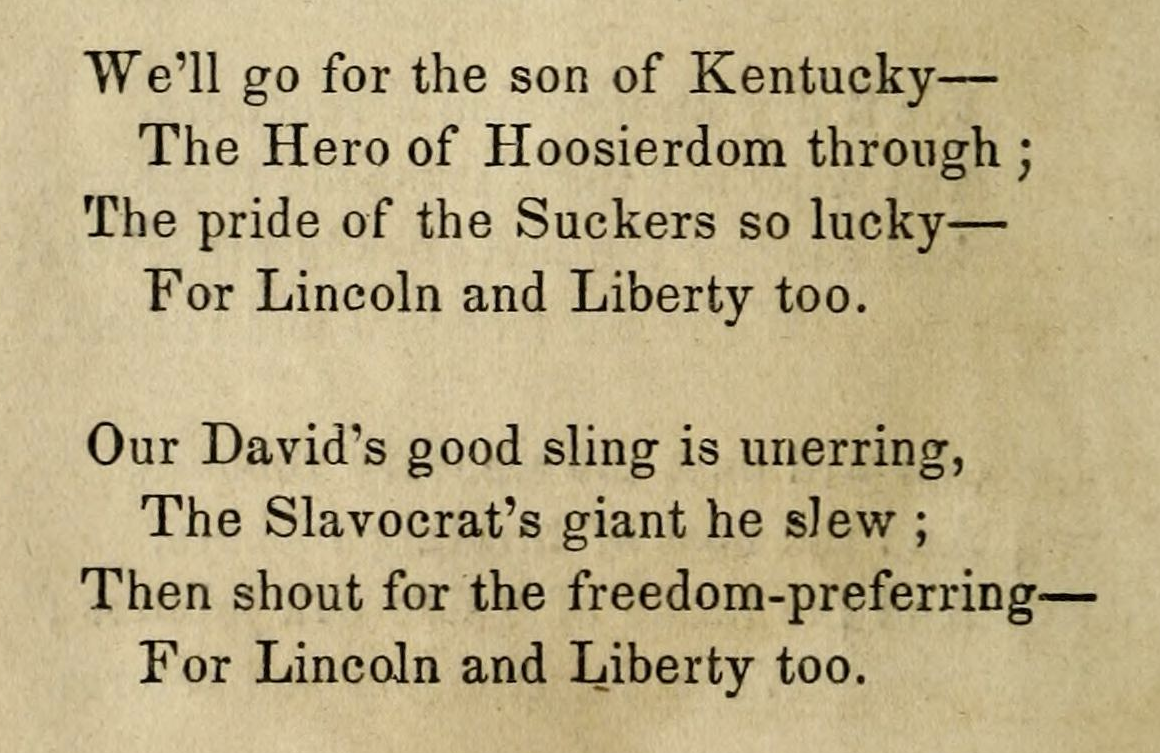 We'll go for the son of Kentucky—
The Hero of Hoosierdom through ;
The pride of the Suckers so lucky—
For Lincoln and Liberty too.
Our David's good sling is unerring,
The Slavocrat's giant he slew ;
Then shout for the freedom-preferring—
For Lincoln and Liberty too.